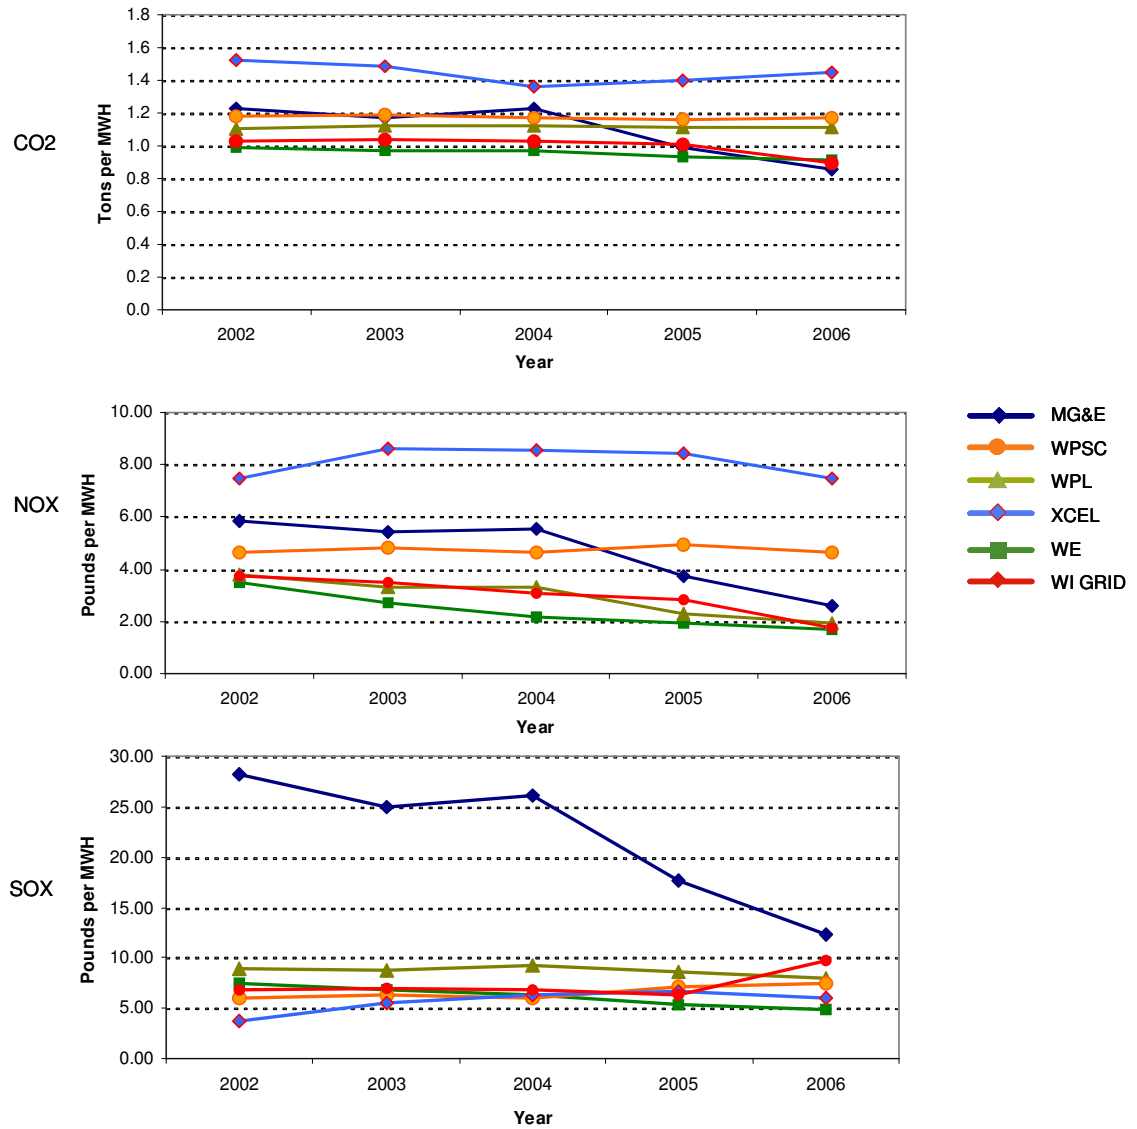 CO2
Tons per MWH
1.8
1.6
1.4
1.2
1.0
0.8
0.6
0.4
0.2
0.0
2002 2003 2004 2005 2006
Year
NOX
Pounds per MWH
10.00
8.00
6.00
4.00
2.00
0.00
2002 2003 2004 2005 2006
Year
MG&E
WPSC
WPL
XCEL
WE
WI GRID
SOX
Pounds per MWH
30.00
25.00
20.00
15.00
10.00
5.00
0.00
2002 2003 2004 2005 2006
Year